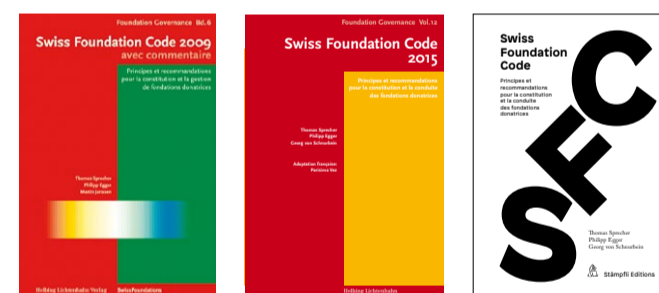 Foundation Governance Bd.6
Swiss Foundation Code 2009
avec commentaire
Principes et recommandations
pour la constitution et la gestion
de fondations donatrices
Thomas Sprecher
Philipp Egger
Martin Janssen
Helbing Lichtenhahn Verlag SwissFoundations
Foundation Governance Vol.12
Swiss Foundation Code
2015
Principes et recommandations
pour la constitution et la conduite
des fondations donatrices
Thomas Sprecher
Philipp Egger
Georg von Schnurbein
Adaptation française:
Parisima Vez
Helbing Lichtenhahn
Swiss
Foundation
Code
Principes et
recommandations
pour la constitution
et la conduite
des fondations
donatrices
SFC
Thomas Sprecher
Philipp Egger
Georg von Schnurbein
Stämpfli Editions